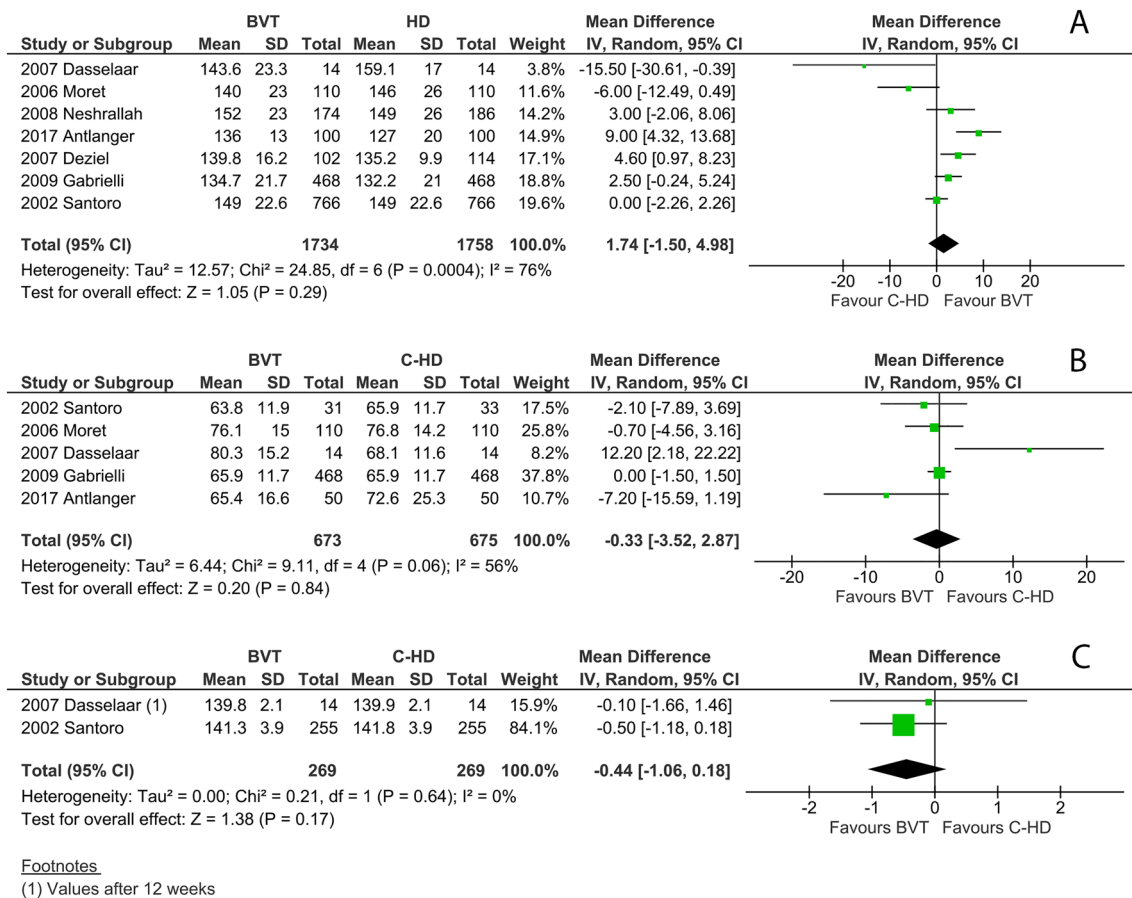 BVT HD Mean Difference Mean Difference A
Study or Subgroup Mean SD Total Mean SD Total Weight IV, Random, 95% CI IV, Random, 95% CI
2007 Dasselaar 143.6 23.3 14 159.1 17 14 3.8% -15.50 [-30.61, -0.39]
2006 Moret 140 23 110 146 26 110 11.6% -6.00 [-12.49, 0.49]
2008 Neshrallah 152 23 174 149 26 186 14.2% 3.00 [-2.06, 8.06]
2017 Antlanger 136 13 100 127 20 100 14.9% 9.00 [4.32, 13.68]
2007 Deziel 139.8 16.2 102 135.2 9.9 114 17.1% 4.60 [0.97, 8.23]
2009 Gabrielli 134.7 21.7 468 132.2 21 468 18.8% 2.50 [-0.24, 5.24]
2002 Santoro 149 22.6 766 149 22.6 766 19.6% 0.00 [-2.26, 2.26]
Total (95% CI) 1734 1758 100.0% 1.74 [-1.50, 4.98]
Heterogeneity: Tau² = 12.57; Chi² = 24.85, df = 6 (P = 0.0004); I² = 76%
Test for overall effect: Z = 1.05 (P = 0.29)
-20 -10 0 10 20
Favour C-HD Favour BVT
BVT C-HD Mean Difference Mean Difference B
Study or Subgroup Mean SD Total Mean SD Total Weight IV, Random, 95% CI IV, Random, 95% CI
2002 Santoro 63.8 11.9 31 65.9 11.7 33 17.5% -2.10 [-7.89, 3.69]
2006 Moret 76.1 15 110 76.8 14.2 110 25.8% -0.70 [-4.56, 3.16]
2007 Dasselaar 80.3 15.2 14 68.1 11.6 14 8.2% 12.20 [2.18, 22.22]
2009 Gabrielli 65.9 11.7 468 65.9 11.7 468 37.8% 0.00 [-1.50, 1.50]
2017 Antlanger 65.4 16.6 50 72.6 25.3 50 10.7% -7.20 [-15.59, 1.19]
Total (95% CI) 673 675 100.0% -0.33 [-3.52, 2.87]
Heterogeneity: Tau² = 6.44; Chi² = 9.11, df = 4 (P = 0.06); I² = 56%
Test for overall effect: Z = 0.20 (P = 0.84)
-20 -10 0 10 20
Favours BVT Favours C-HD
BVT C-HD Mean Difference Mean Difference C
Study or Subgroup Mean SD Total Mean SD Total Weight IV, Random, 95% CI IV, Random, 95% CI
2007 Dasselaar (1) 139.8 2.1 14 139.9 2.1 14 15.9% -0.10 [-1.66, 1.46]
2002 Santoro 141.3 3.9 255 141.8 3.9 255 84.1% -0.50 [-1.18, 0.18]
Total (95% CI) 269 269 100.0% -0.44 [-1.06, 0.18]
Heterogeneity: Tau² = 0.00; Chi² = 0.21, df = 1 (P = 0.64); I² = 0%
Test for overall effect: Z = 1.38 (P = 0.17)
-2 -1 0 1 2
Favours BVT Favours C-HD
Footnotes
(1) Values after 12 weeks